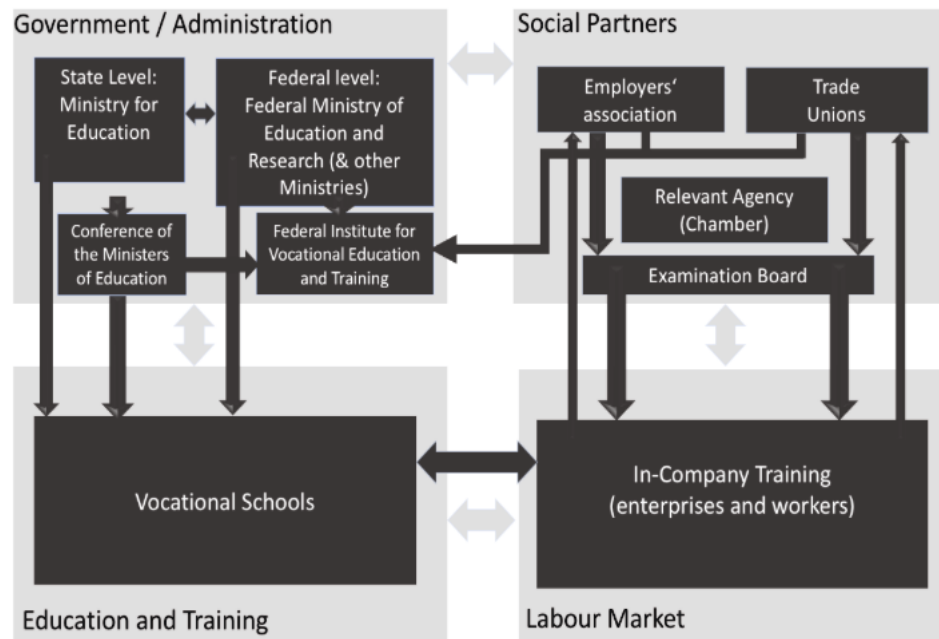 Government / Administration
State Level:
Ministry for
Education
Federal level:
Federal Ministry of
Education and
Research (& other
Ministries)
Conference of
the Ministers
of Education
Federal Institute for
Vocational Education
and Training
Social Partners
Employers‘
association
Trade
Unions
Relevant Agency
(Chamber)
Examination Board
Vocational Schools
Education and Training
In-Company Training
(enterprises and workers)
Labour Market